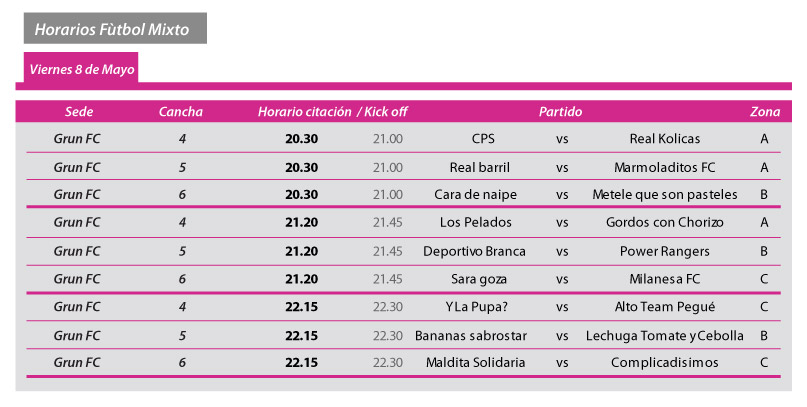 Horarios Fùtbol Mixto
Viernes 8 de Mayo
Sede Cancha Horario citación / Kick off Partido Zona
Grun FC 4 20.30 21.00 CPS vs Real Kolicas A
Grun FC 5 20.30 21.00 Real barril vs Marmoladitos FC A
Grun FC 6 20.30 21.00 Cara de naipe vs Metele que son pasteles B
Grun FC 4 21.20 21.45 Los Pelados vs Gordos con Chorizo A
Grun FC 5 21.20 21.45 Deportivo Branca vs Power Rangers B
Grun FC 6 21.20 21.45 Sara goza vs Milanesa FC C
Grun FC 4 22.15 22.30 Y La Pupa? vs Alto Team Pegué C
Grun FC 5 22.15 22.30 Bananas sabrostar vs Lechuga Tomate y Cebolla B
Grun FC 6 22.15 22.30 Maldita Solidaria vs Complicadisimos C